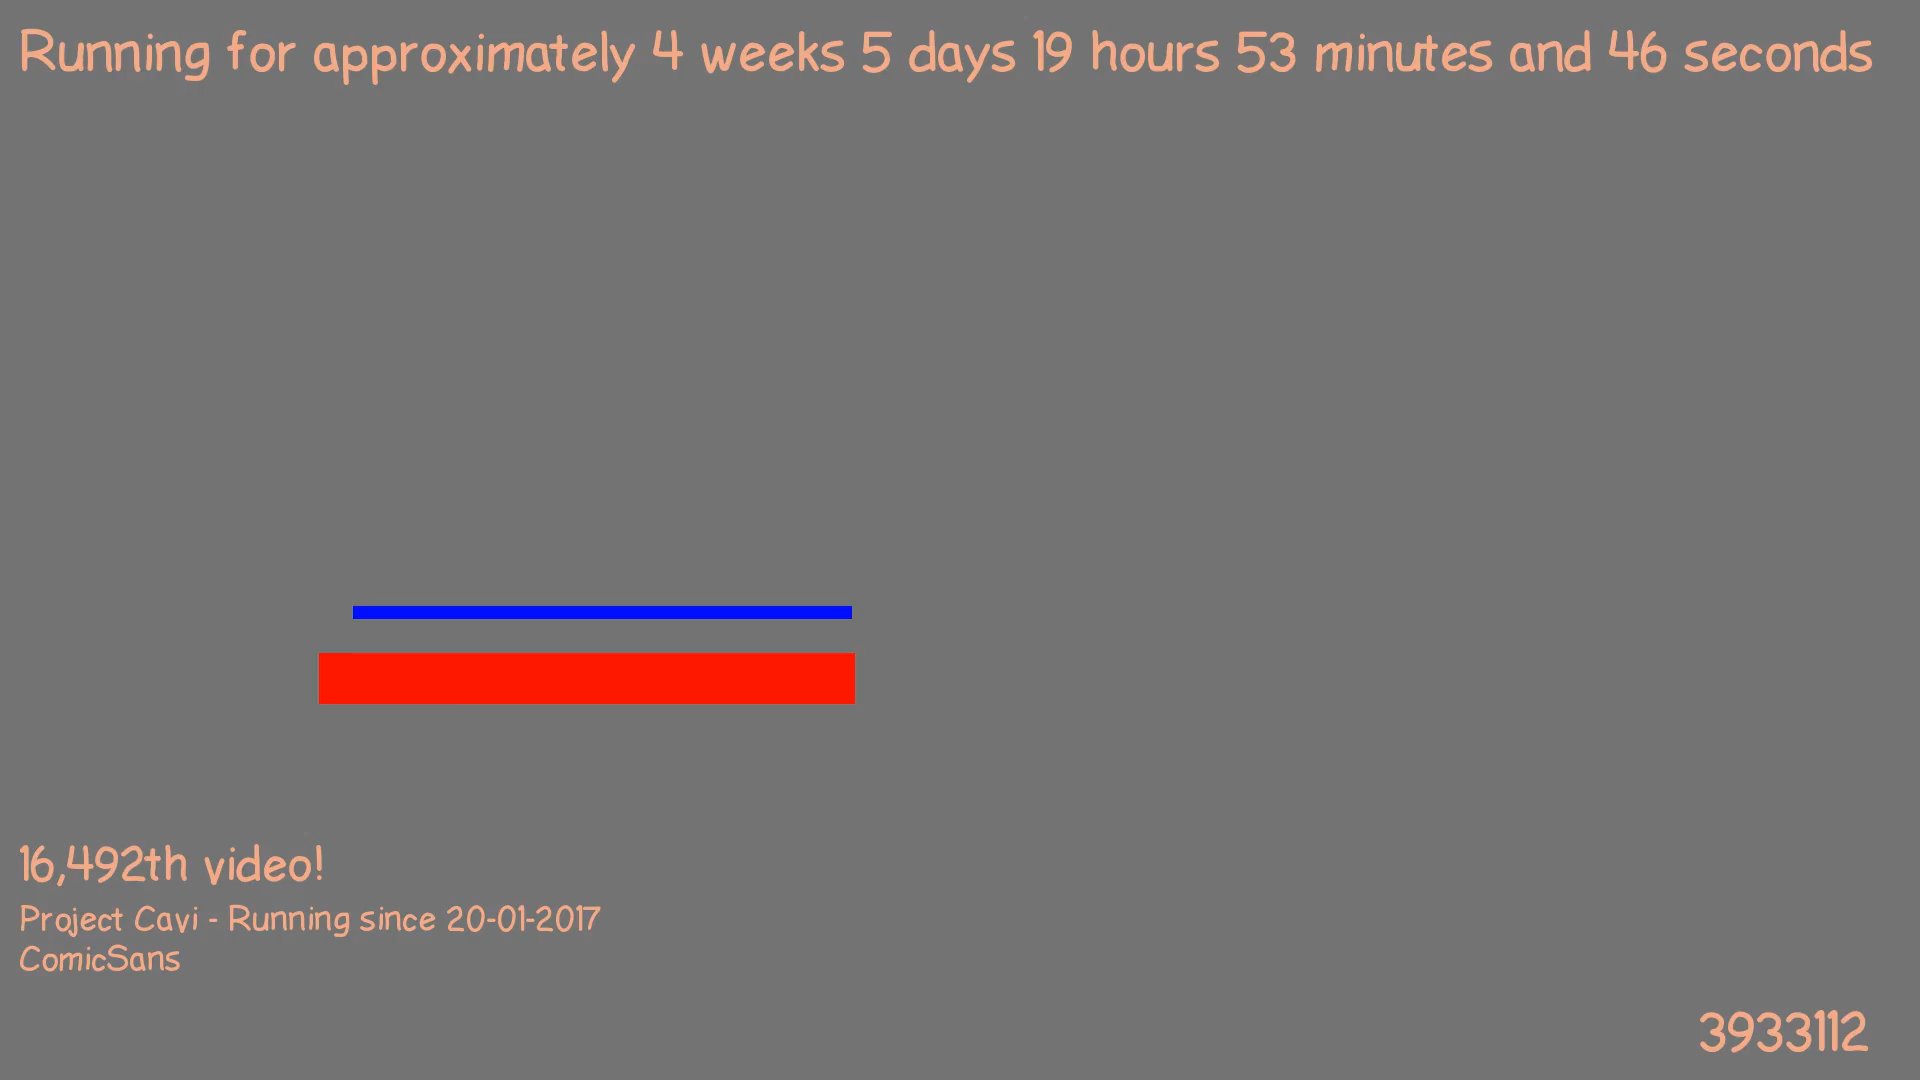 Running for approximately 4 weeks 5 days 19 hours 53 minutes and 46 seconds
16,492th video!
Project Cavi - Running since 20-01-2017
ComicSans
3933112